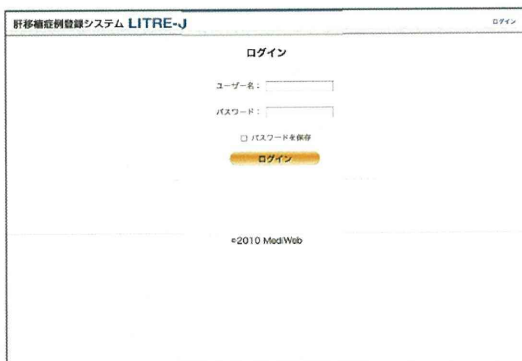 肝移植症例登録システム LITRE-J
ログイン
ログイン
ユーザー名：
パスワード：
パスワードを保存
ログイン
©2010 MediWeb